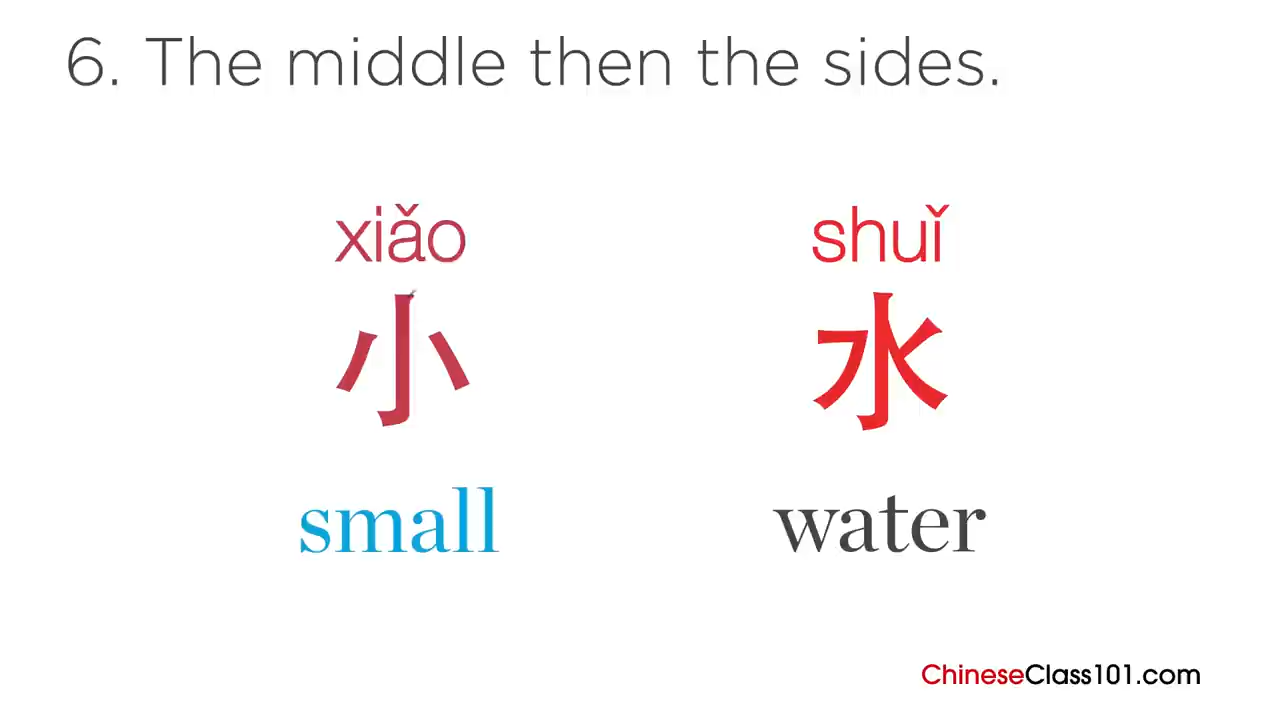 6. The middle then the sides.
xiǎo shuǐ
小 水
small water
ChineseClass101.com